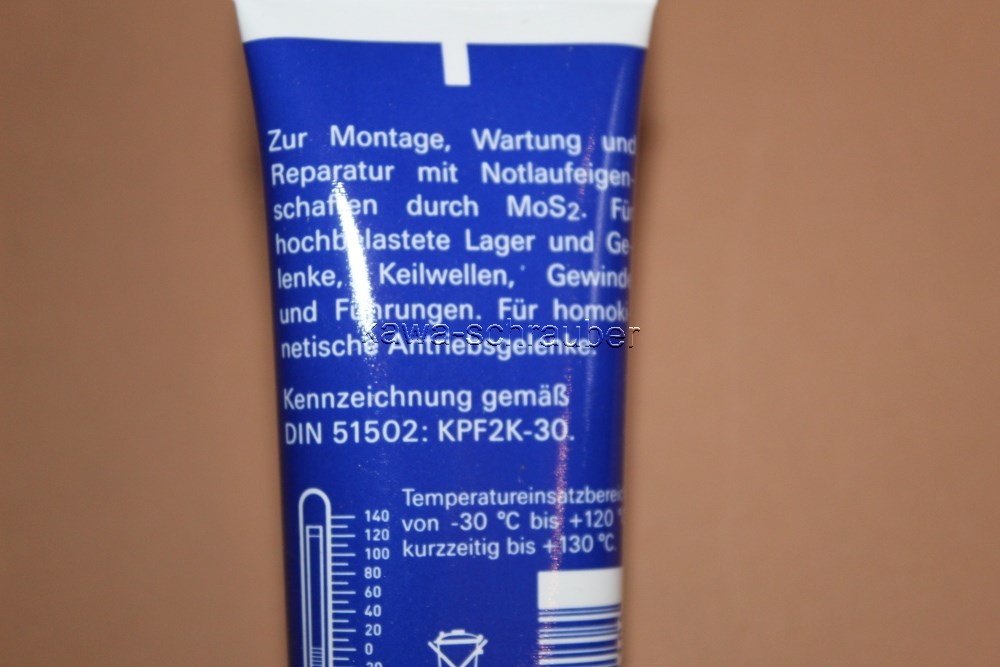 Zur Montage, Wartung und
Reparatur mit Notlaufeigen-
schaften durch MoS2. Für
hochbelastete Lager und Ge-
lenke, Keilwellen, Gewinde
und Führungen. Für homoki-
netische Antriebsgelenke.
kawa-schrauber
Kennzeichnung gemäß
DIN 51502: KPF2K-30.
Temperatureinsatzbereich
von -30 °C bis +120 °
kurzzeitig bis +130 °C.
140
120
100
80
60
40
20
0